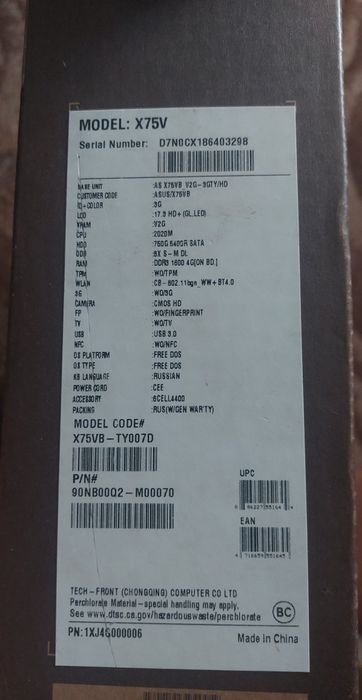 MODEL: X75V
Serial Number: D7N0CX186403298
BASE UNIT :AS X75VB_V2G-3GTY/HD
CUSTOMER CODE :ASUS/X75VB
ID+COLOR :3G
LCD :17.3 HD+(GL,LED)
VRAM :V2G
CPU :2020M
HDD :750G 5400R SATA
ODD :8X S-M DL
RAM :DDR3 1600 4G[ON BD.]
TPM :WO/TPM
WLAN :C8-802.11bgn_WW+BT4.0
3G :WO/3G
CAMERA :CMOS HD
FP :WO/FINGERPRINT
TV :WO/TV
USB :USB 3.0
NFC :WO/NFC
OS PLATFORM :FREE DOS
OS TYPE :FREE DOS
KB LANGUAGE :RUSSIAN
POWER CORD :CEE
ACCESSORY :6CELL4400
PACKING :RUS(W/GEN WAR'TY)
MODEL CODE#
X75VB-TY007D
P/N#
90NB00Q2-M00070
UPC
EAN
TECH-FRONT (CHONGQING) COMPUTER CO LTD
Perchlorate Material-special handling may apply.
See www.dtsc.ca.gov/hazardouswaste/perchlorate
BC
PN:1XJ4G000006
Made in China